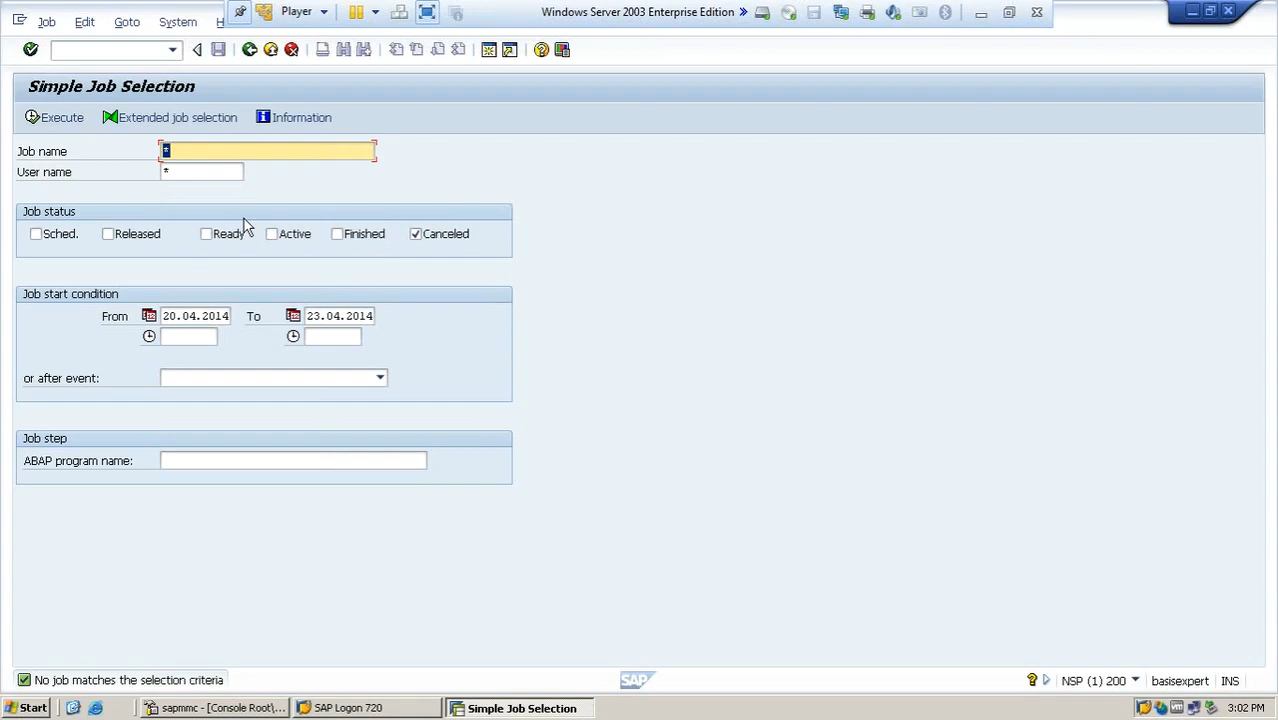 Player
Windows Server 2003 Enterprise Edition
Job Edit Goto System H
Simple Job Selection
Execute Extended job selection Information
Job name *
User name *
Job status
Sched. Released Ready Active Finished Canceled
Job start condition
From 20.04.2014 To 23.04.2014
or after event:
Job step
ABAP program name:
No job matches the selection criteria
SAP
NSP (1) 200 basisexpert INS
Start sapmmc - [Console Root\... SAP Logon 720 Simple Job Selection 3:02 PM